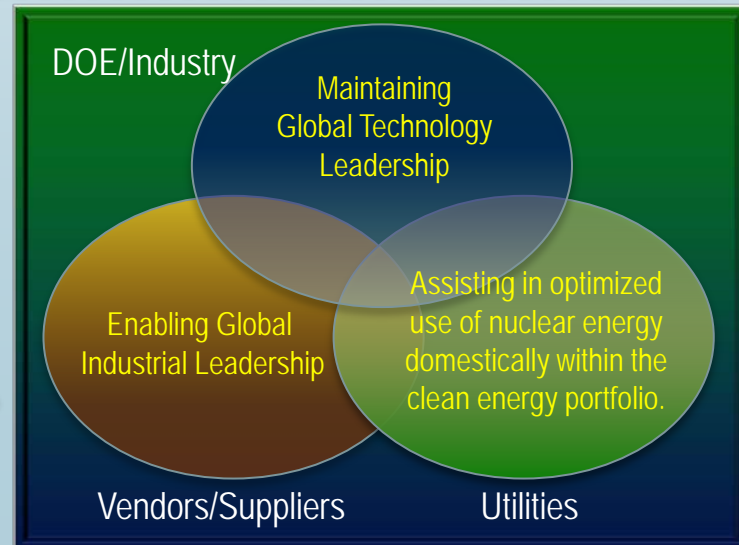 DOE/Industry
Maintaining
Global Technology
Leadership
Enabling Global
Industrial Leadership
Assisting in optimized
use of nuclear energy
domestically within the
clean energy portfolio.
Vendors/Suppliers
Utilities